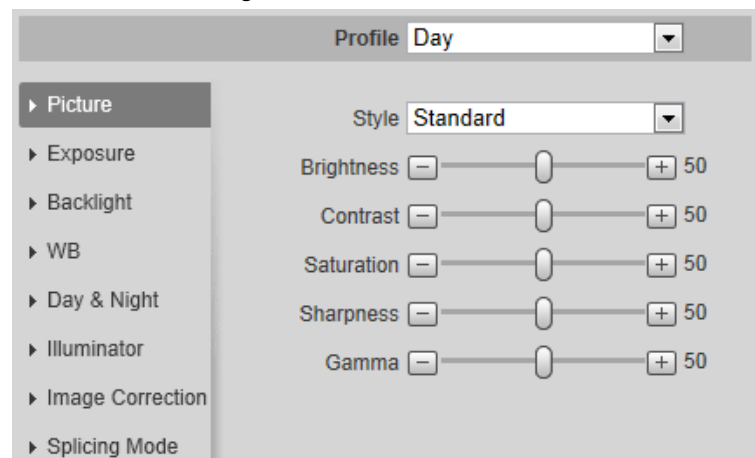 Profile Day
Picture
Style Standard
Exposure
Brightness 50
Backlight
Contrast 50
WB
Saturation 50
Day & Night
Sharpness 50
Illuminator
Gamma 50
Image Correction
Splicing Mode